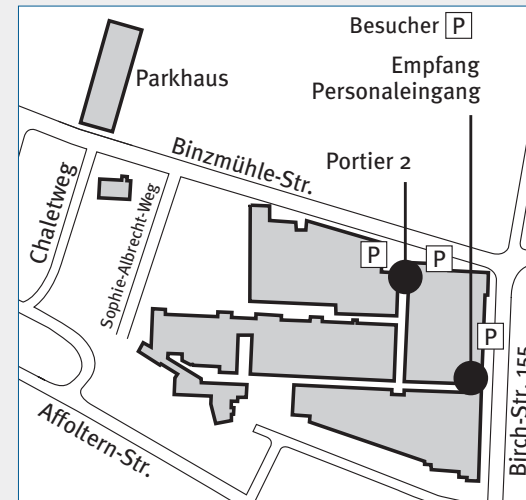 Besucher P
Empfang
Personaleingang
Parkhaus
Portier 2
Binzmühle-Str.
Chaletweg
Sophie-Albrecht-Weg
P
P
P
Birch-Str. 155
Affoltern-Str.